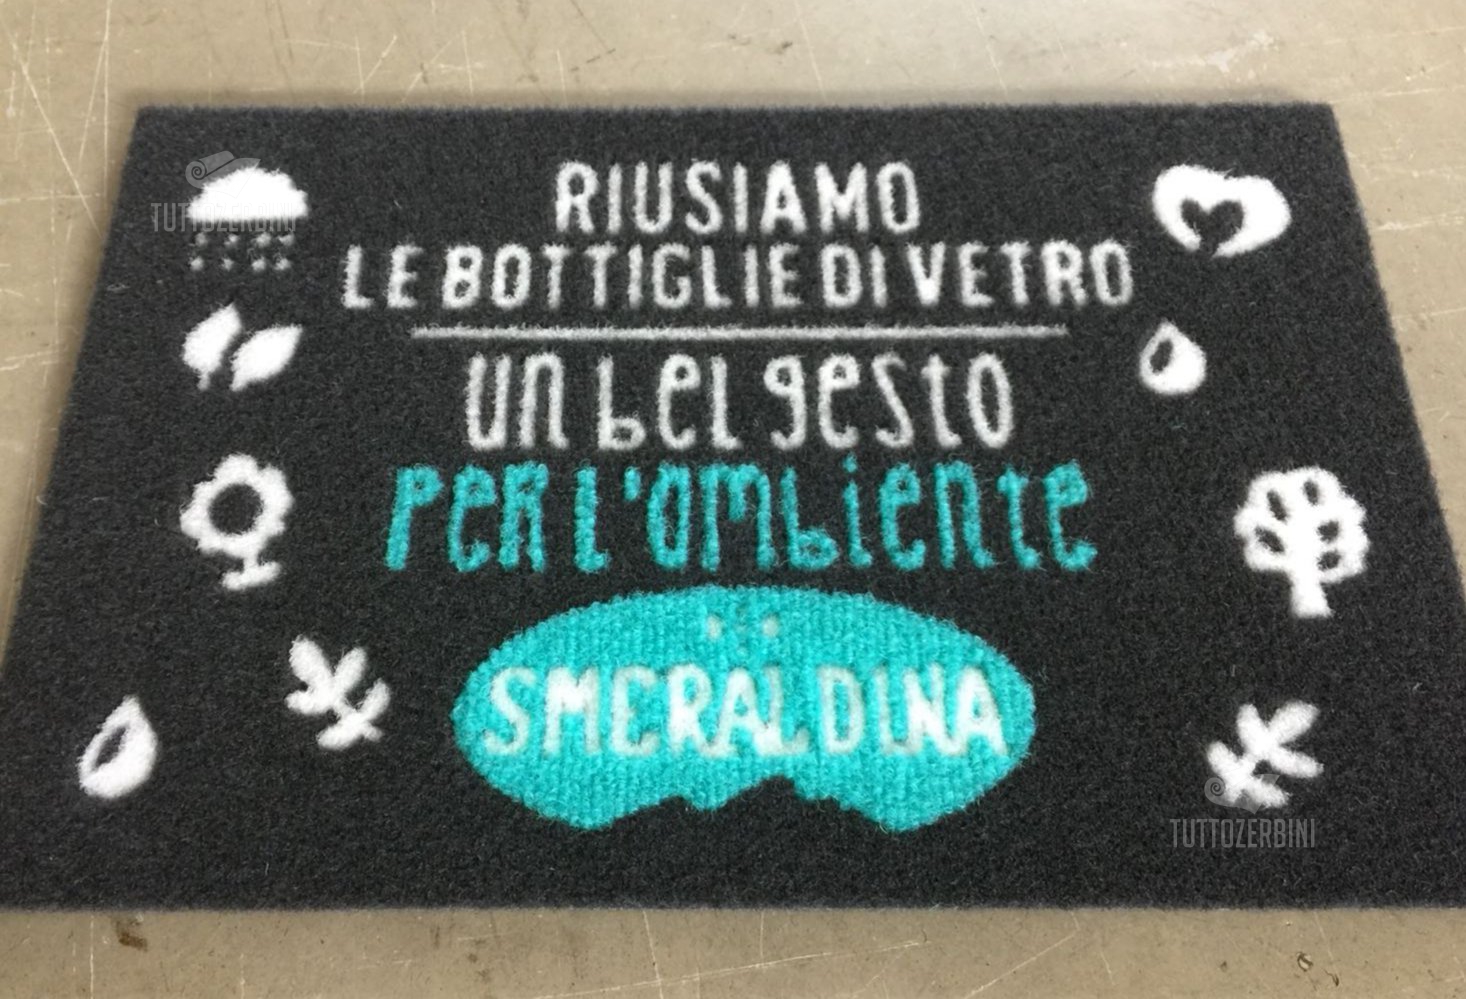 RIUSIAMO
LE BOTTIGLIE DI VETRO
un bel gesto
PER l'ambiente
SMERALDINA
TUTTOZERBINI
TUTTOZERBINI